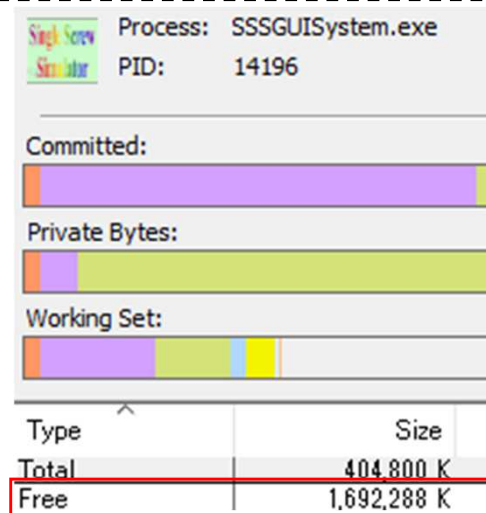 Single Screw
Simulator
Process: SSSGUISystem.exe
PID: 14196
Committed:
Private Bytes:
Working Set:
Type Size
Total 404,800 K
Free 1,692,288 K